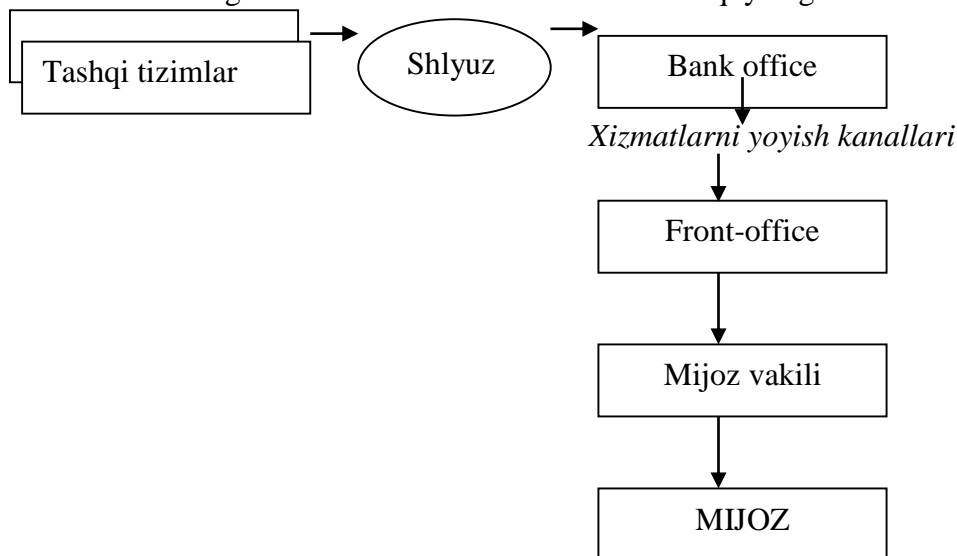 Tashqi tizimlar
Shlyuz
Bank office
Xizmatlarni yoyish kanallari
Front-office
Mijoz vakili
MIJOZ